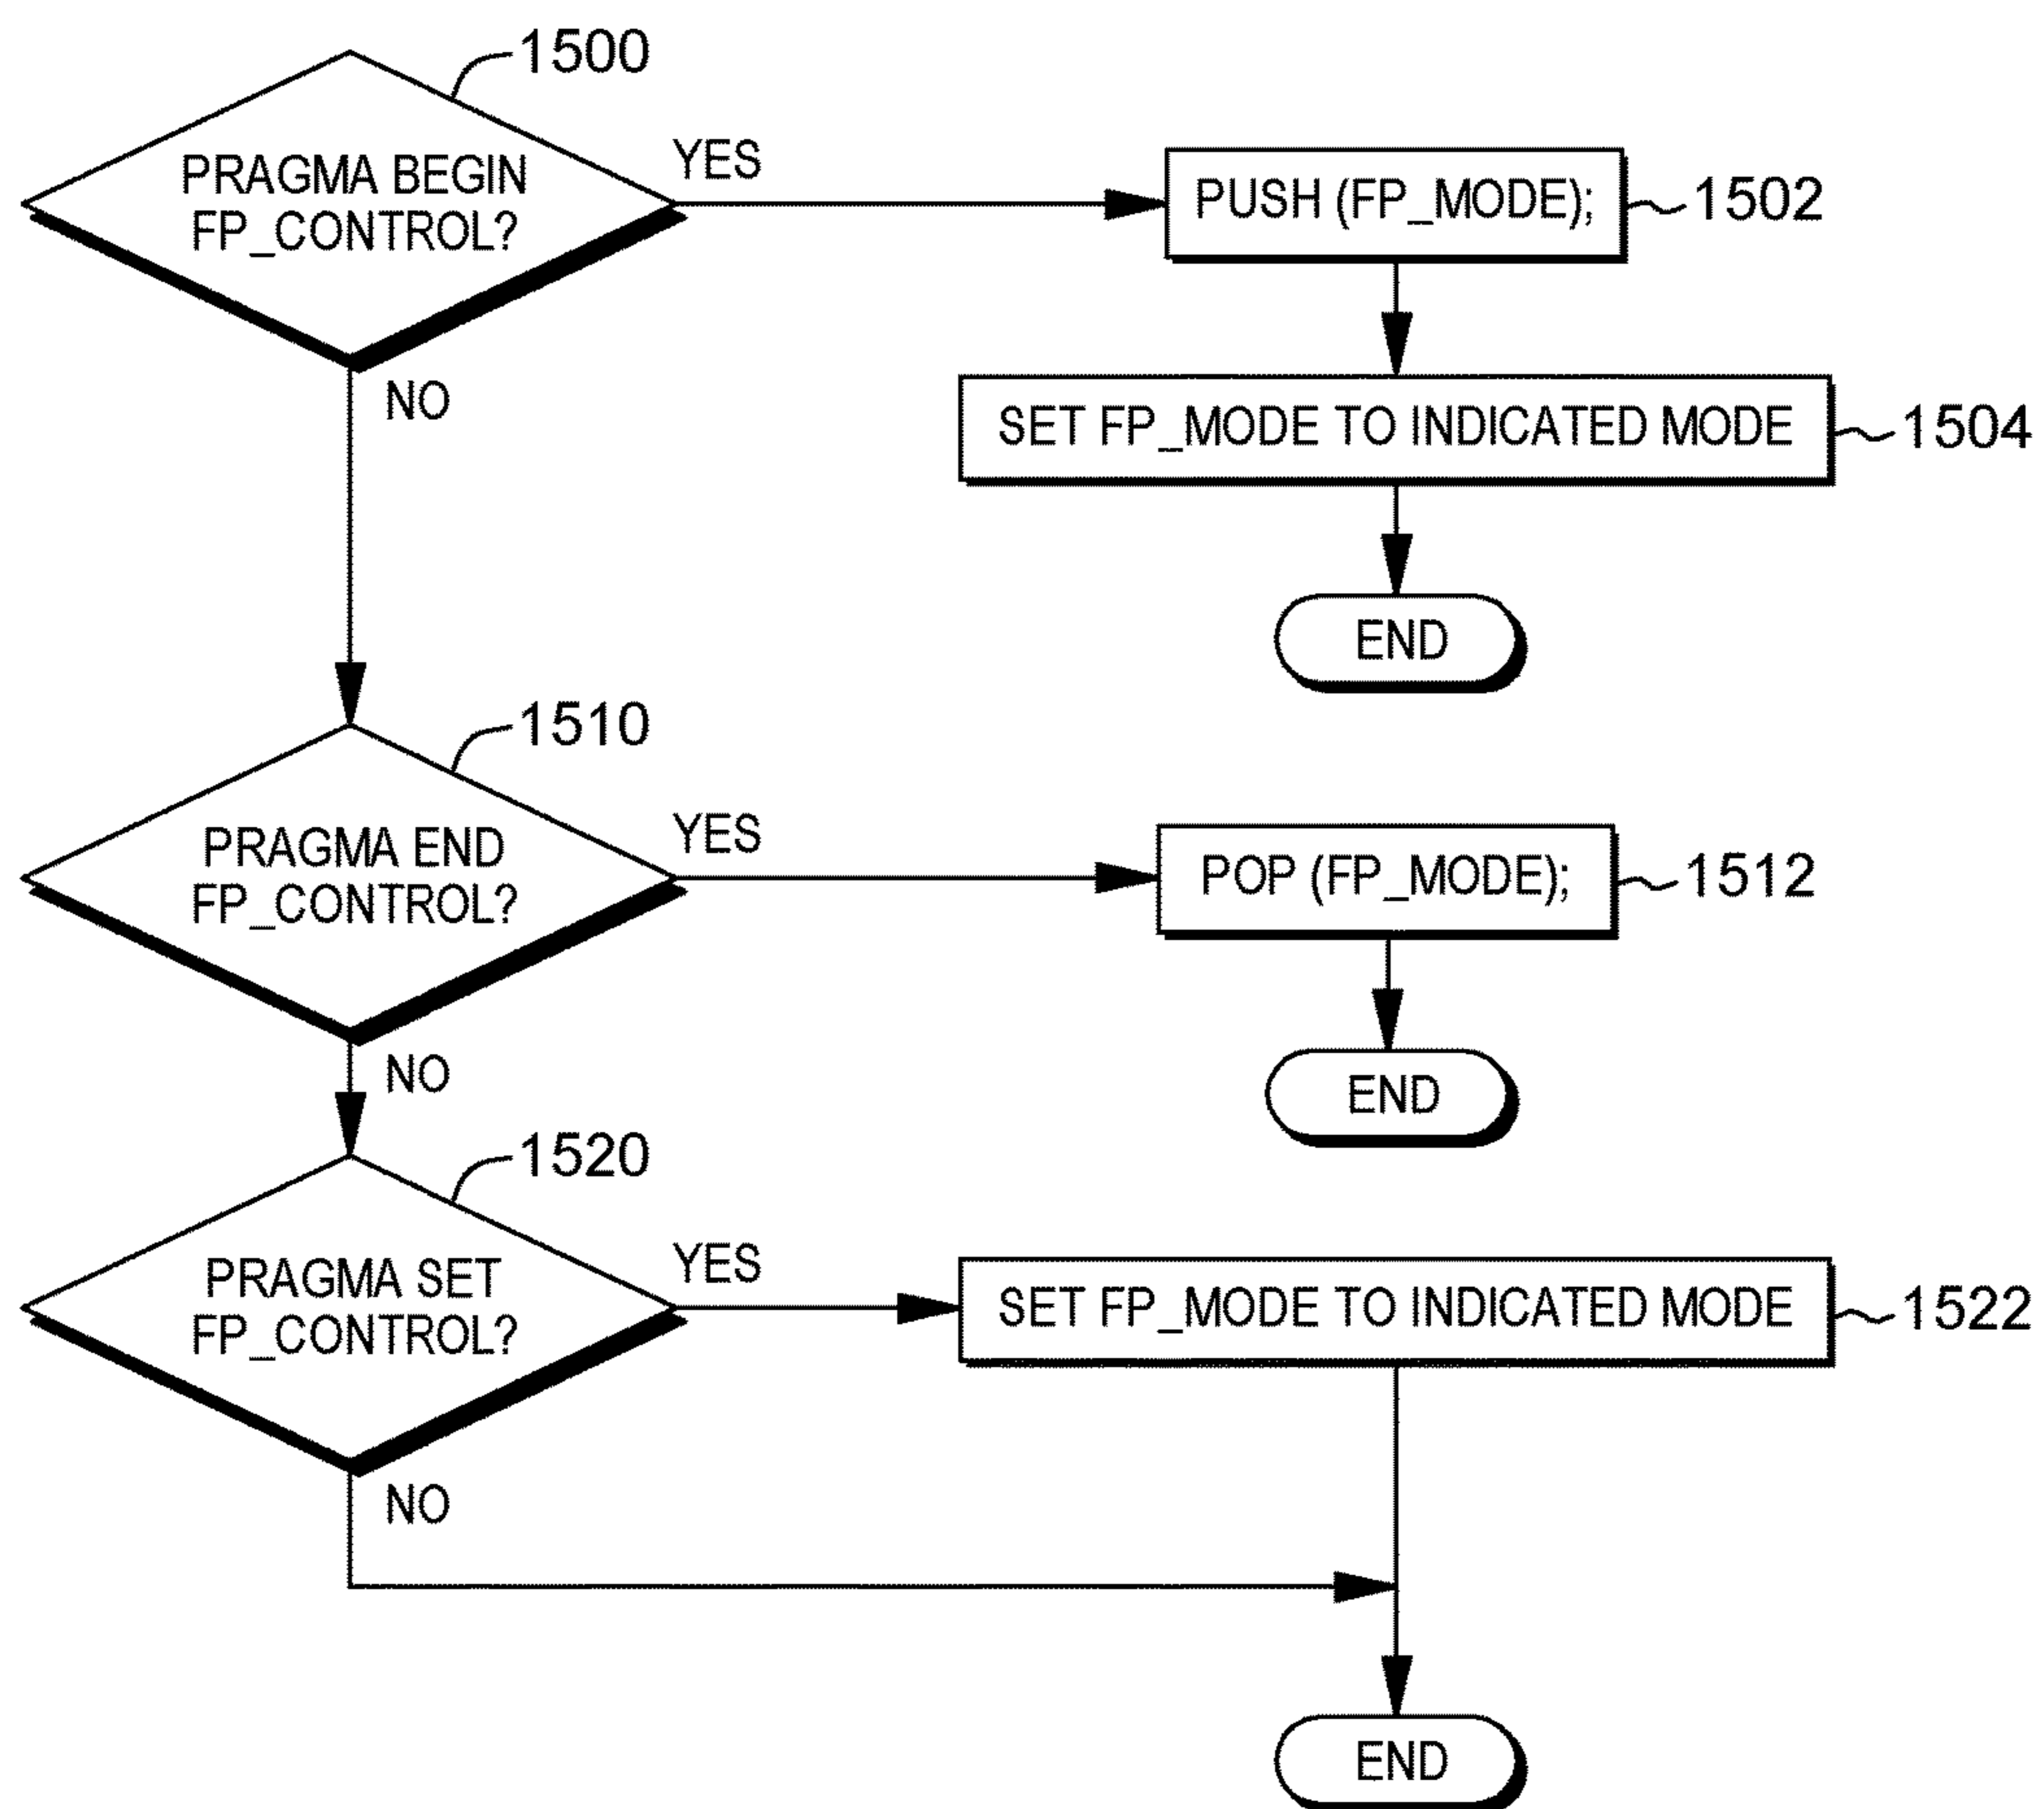 1500
PRAGMA BEGIN
FP_CONTROL?
YES
PUSH (FP_MODE);
1502
NO
SET FP_MODE TO INDICATED MODE
1504
END
1510
PRAGMA END
FP_CONTROL?
YES
POP (FP_MODE);
1512
NO
END
1520
PRAGMA SET
FP_CONTROL?
YES
SET FP_MODE TO INDICATED MODE
1522
NO
END